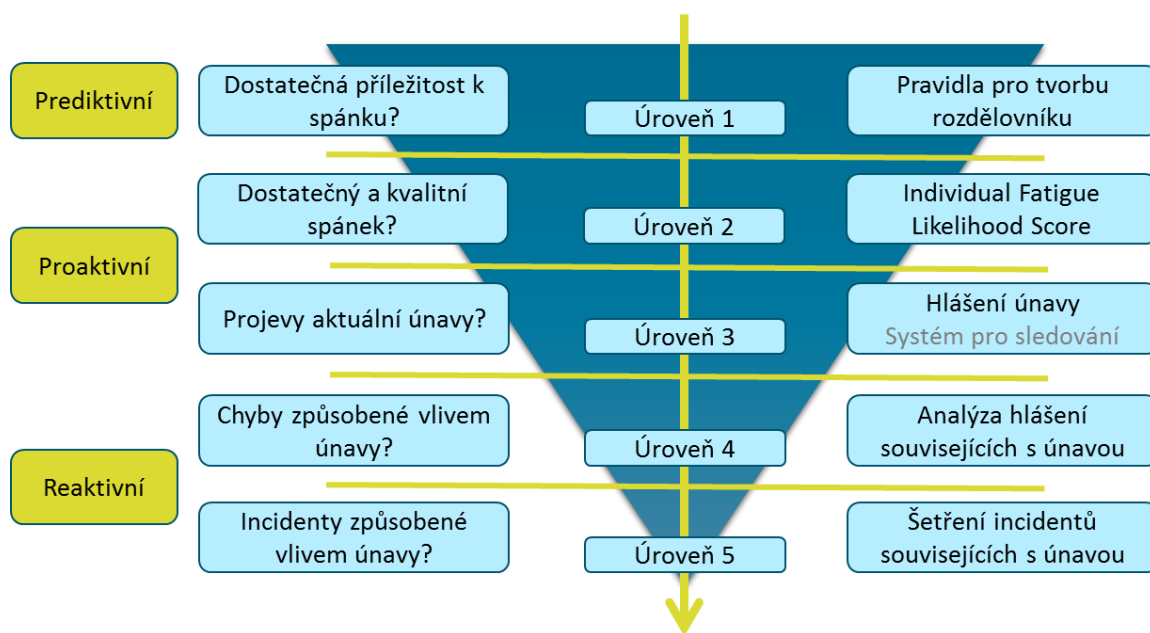 Prediktivní
Dostatečná příležitost k
spánku?
Úroveň 1
Pravidla pro tvorbu
rozdělovníku
Dostatečný a kvalitní
spánek?
Úroveň 2
Individual Fatigue
Likelihood Score
Proaktivní
Projevy aktuální únavy?
Úroveň 3
Hlášení únavy
Systém pro sledování
Chyby způsobené vlivem
únavy?
Úroveň 4
Analýza hlášení
souvisejících s únavou
Reaktivní
Incidenty způsobené
vlivem únavy?
Úroveň 5
Šetření incidentů
souvisejících s únavou